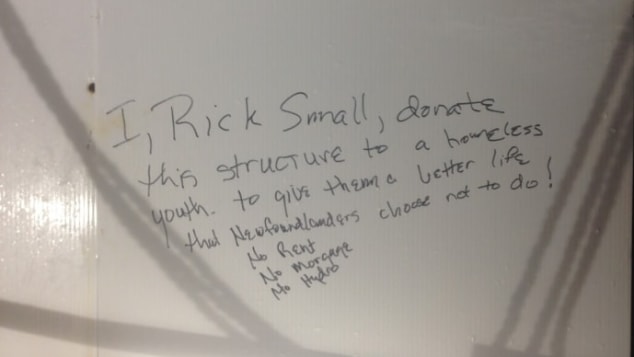 I, Rick Small, donate
this structure to a homeless
youth. to give them a better life
that Newfoundlanders choose not to do!
No Rent
No morgage
No Hydro